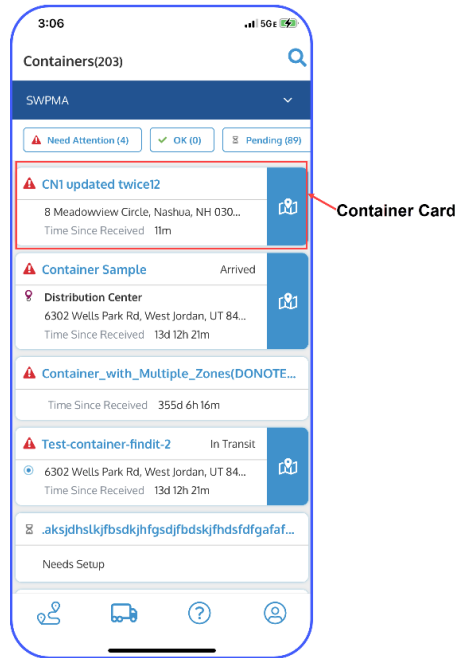 3:06
5GE
Containers(203)
SWPMA
Need Attention (4)
OK (0)
Pending (89)
CN1 updated twice12
8 Meadowview Circle, Nashua, NH 030...
Time Since Received 11m
Container Card
Container Sample Arrived
Distribution Center
6302 Wells Park Rd, West Jordan, UT 84...
Time Since Received 13d 12h 21m
Container_with_Multiple_Zones(DONOTE...
Time Since Received 355d 6h 16m
Test-container-findit-2 In Transit
6302 Wells Park Rd, West Jordan, UT 84...
Time Since Received 13d 12h 21m
.aksjdhslkjfbsdkjhfgsdjfbdskjfhdsfdfgafaf...
Needs Setup